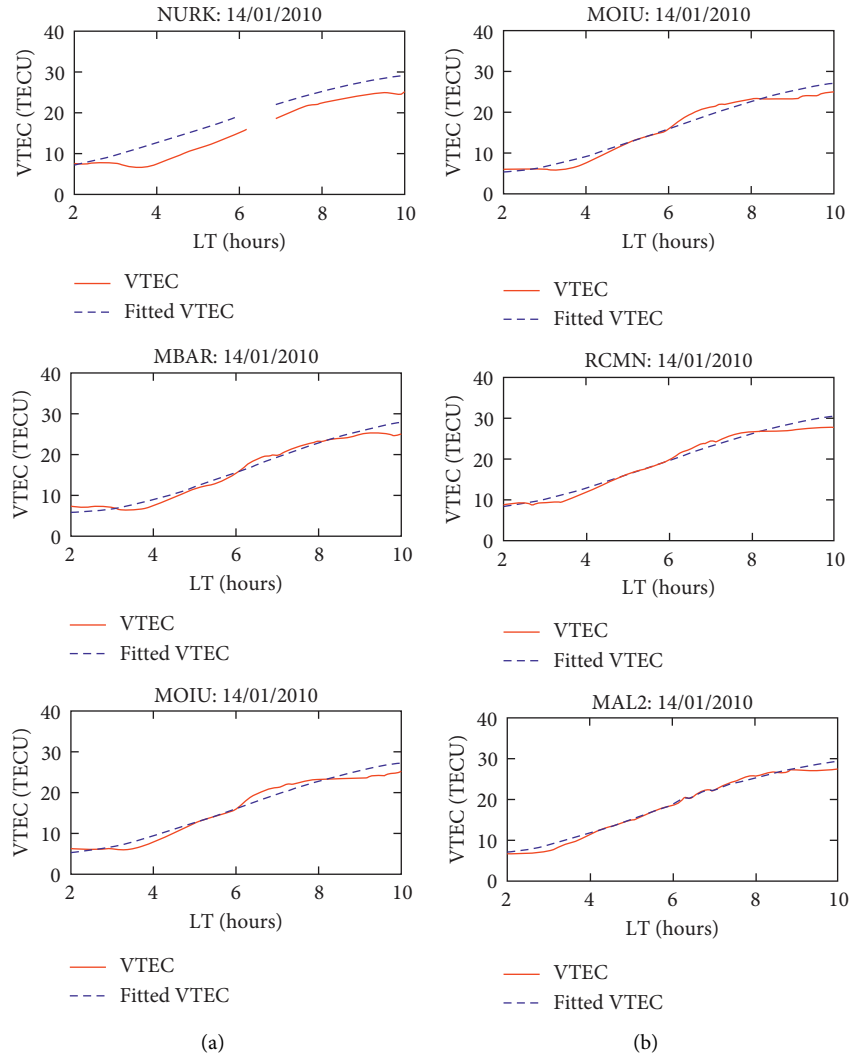 NURK: 14/01/2010
40
30
20
10
0
VTEC (TECU)
2 4 6 8 10
LT (hours)
VTEC
Fitted VTEC
MBAR: 14/01/2010
40
30
20
10
0
VTEC (TECU)
2 4 6 8 10
LT (hours)
VTEC
Fitted VTEC
MOIU: 14/01/2010
40
30
20
10
0
VTEC (TECU)
2 4 6 8 10
LT (hours)
VTEC
Fitted VTEC
(a)
MOIU: 14/01/2010
40
30
20
10
0
VTEC (TECU)
2 4 6 8 10
LT (hours)
VTEC
Fitted VTEC
RCMN: 14/01/2010
40
30
20
10
0
VTEC (TECU)
2 4 6 8 10
LT (hours)
VTEC
Fitted VTEC
MAL2: 14/01/2010
40
30
20
10
0
VTEC (TECU)
2 4 6 8 10
LT (hours)
VTEC
Fitted VTEC
(b)